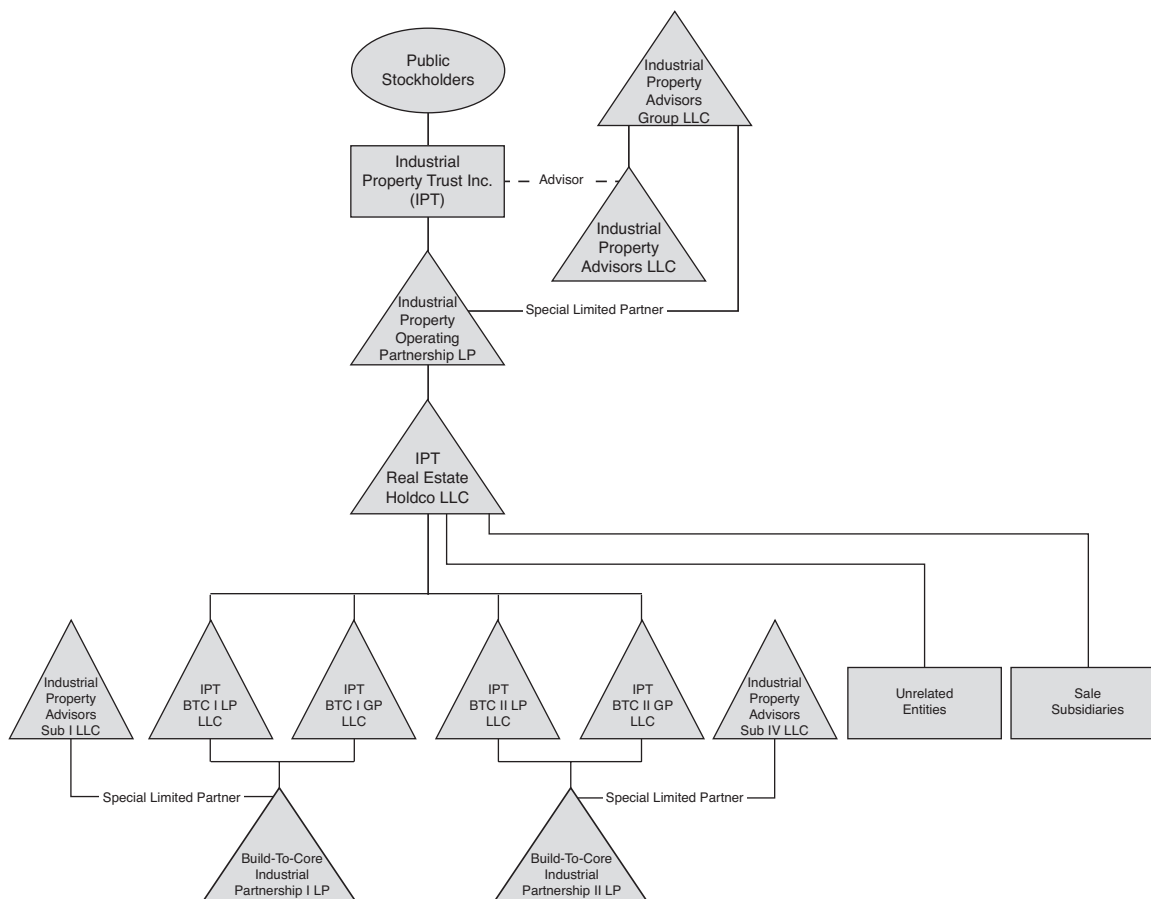 Public
Stockholders
Industrial
Property
Advisors
Group LLC
Industrial
Property Trust Inc.
(IPT)
Advisor
Industrial
Property
Advisors LLC
Industrial
Property
Operating
Partnership LP
Special Limited Partner
IPT
Real Estate
Holdco LLC
Industrial
Property
Advisors
Sub I LLC
IPT
BTC I LP
LLC
IPT
BTC I GP
LLC
IPT
BTC II LP
LLC
IPT
BTC II GP
LLC
Industrial
Property
Advisors
Sub IV LLC
Unrelated
Entities
Sale
Subsidiaries
Special Limited Partner
Special Limited Partner
Build-To-Core
Industrial
Partnership I LP
Build-To-Core
Industrial
Partnership II LP